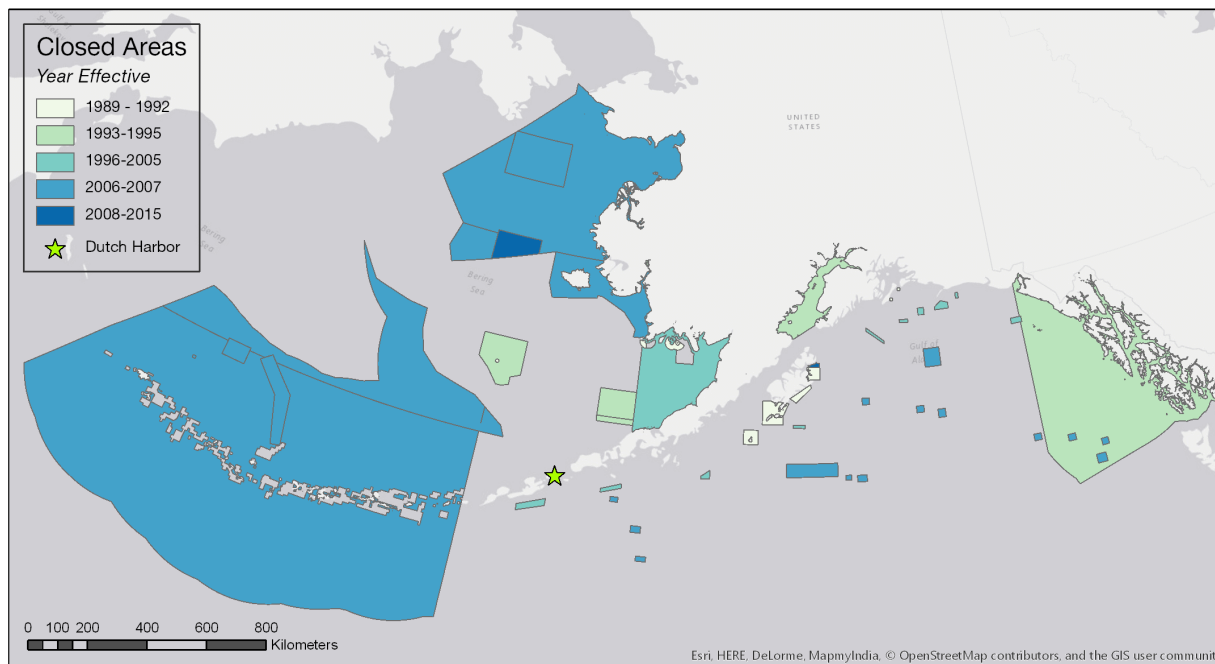 Closed Areas
Year Effective
1989 - 1992
1993-1995
1996-2005
2006-2007
2008-2015
Dutch Harbor
UNITED
STATES
Bering
Sea
Bering
Sea
Gulf of
0 100 200 400 600 800
Kilometers
Esri, HERE, DeLorme, MapmyIndia, © OpenStreetMap contributors, and the GIS user communit